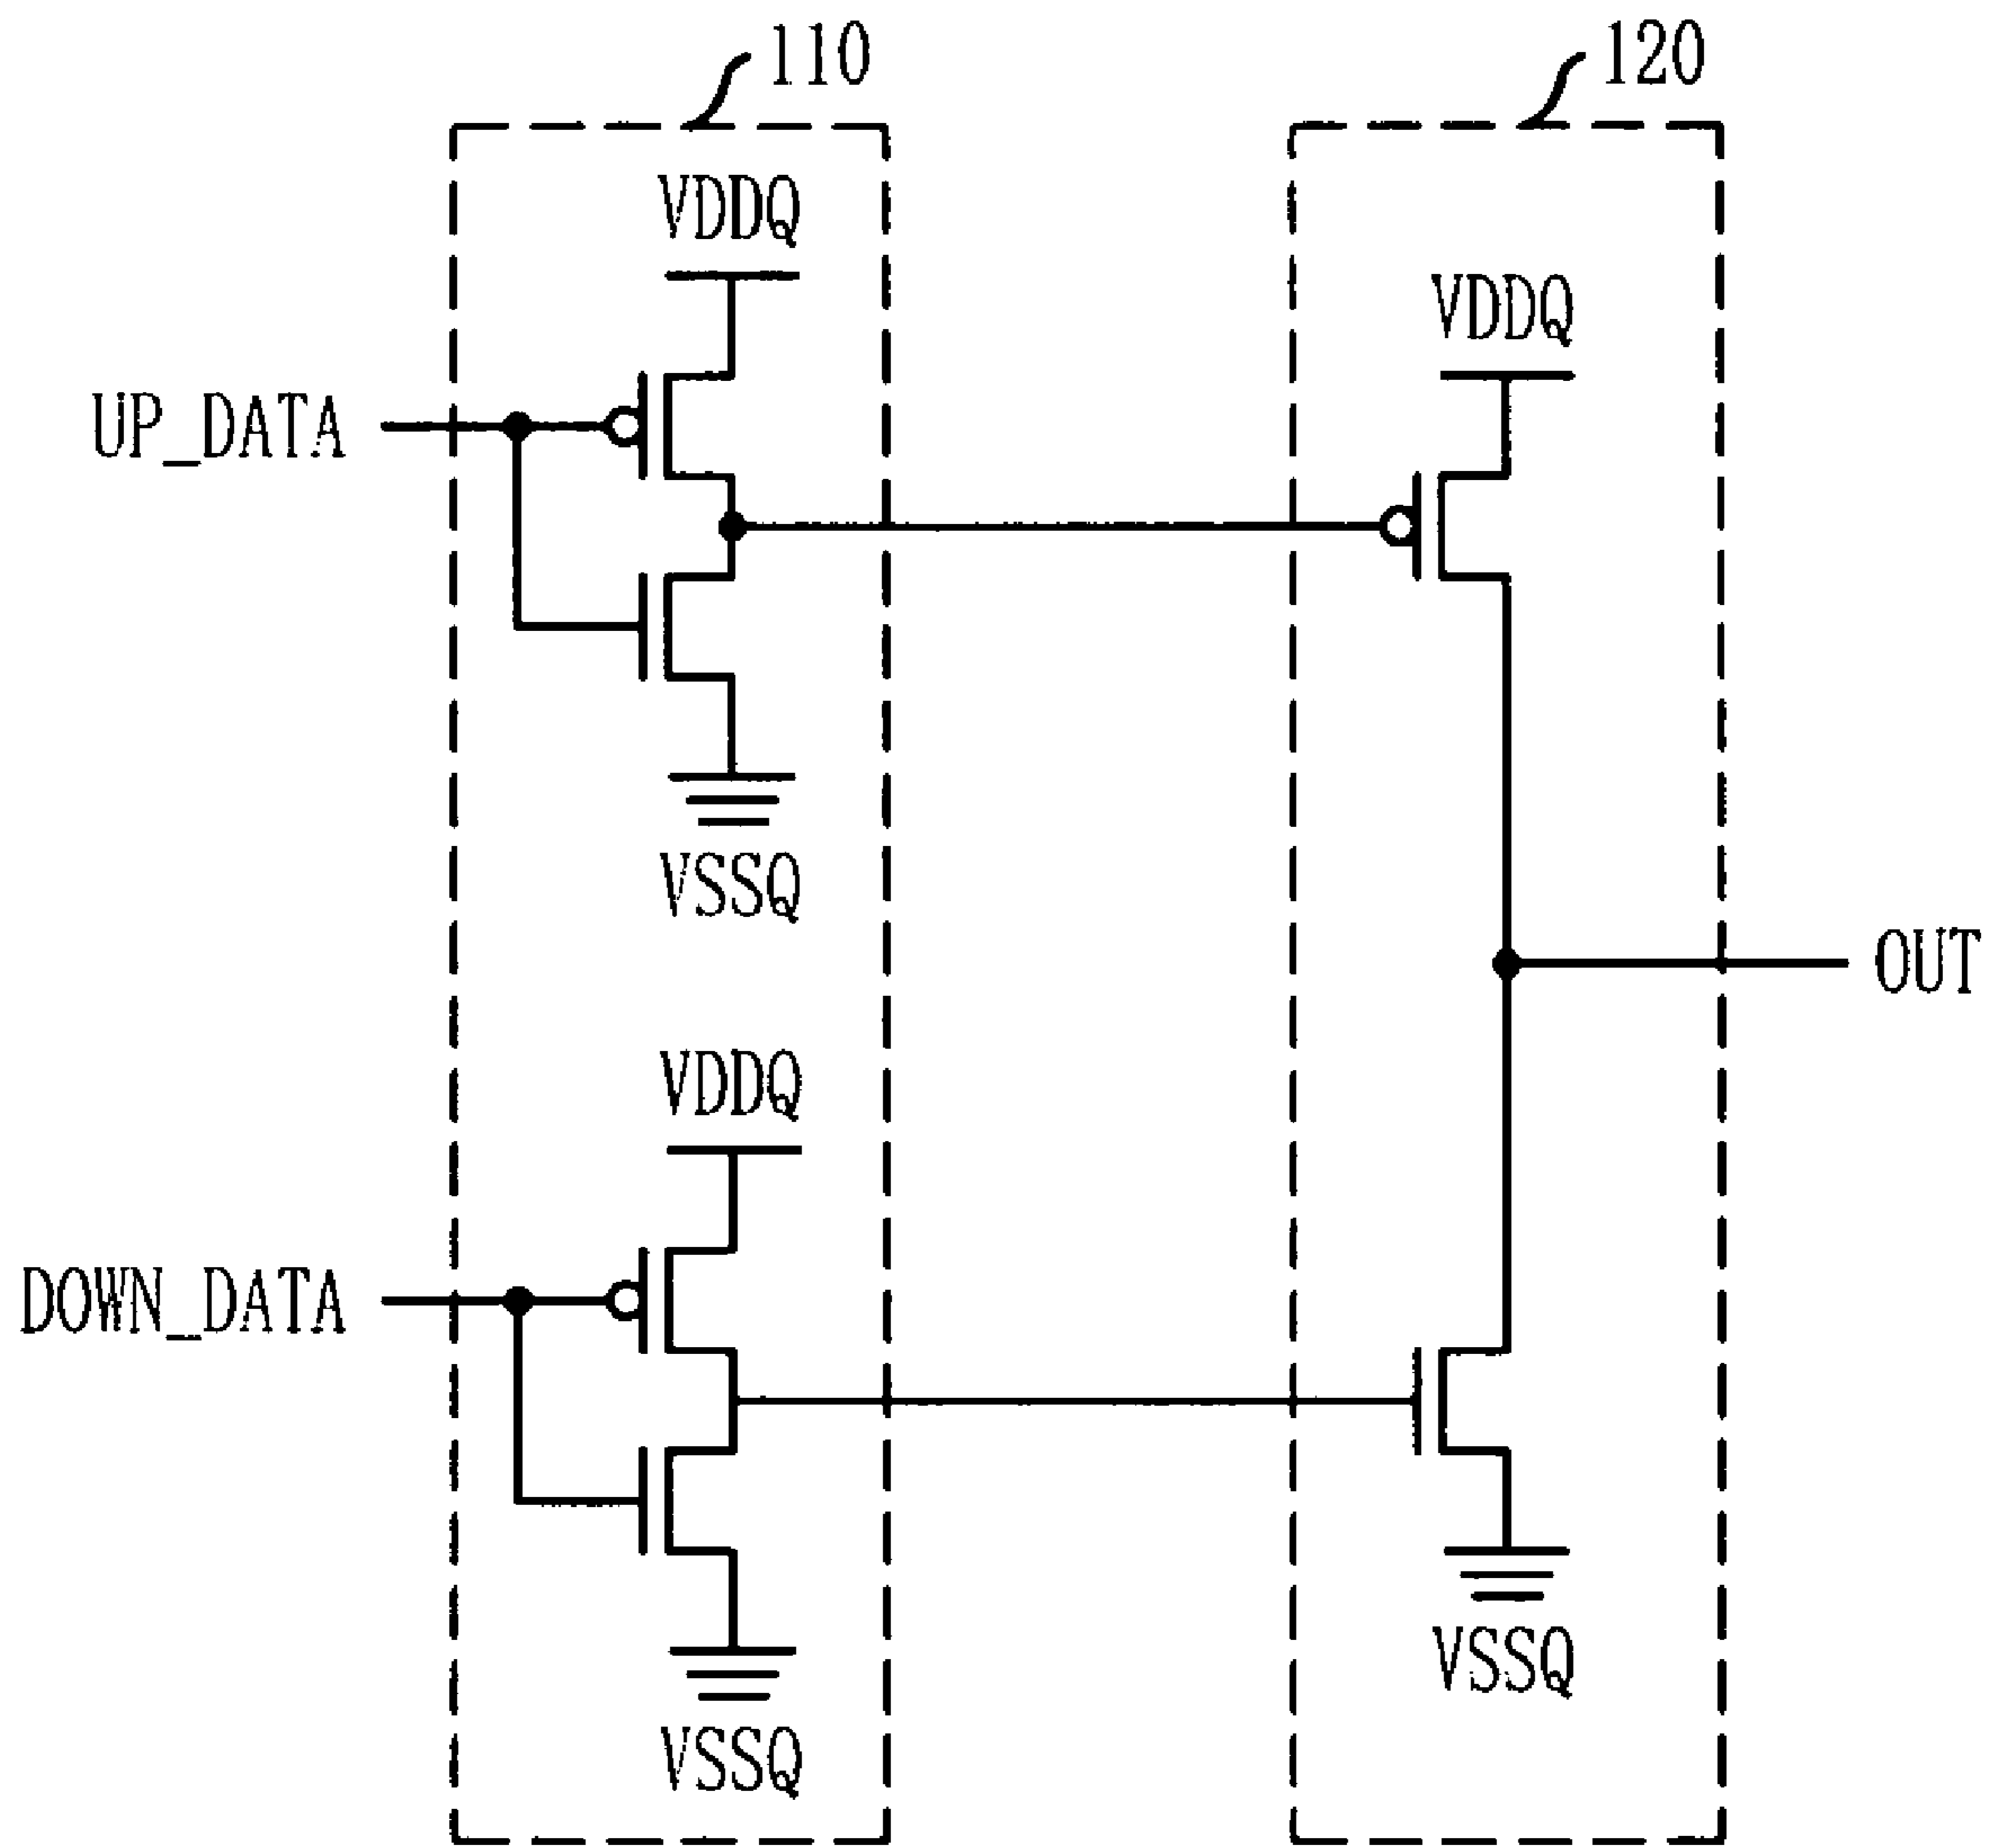 110
120
VDDQ
VDDQ
UP_DATA
VSSQ
OUT
VDDQ
DOWN_DATA
VSSQ
VSSQ